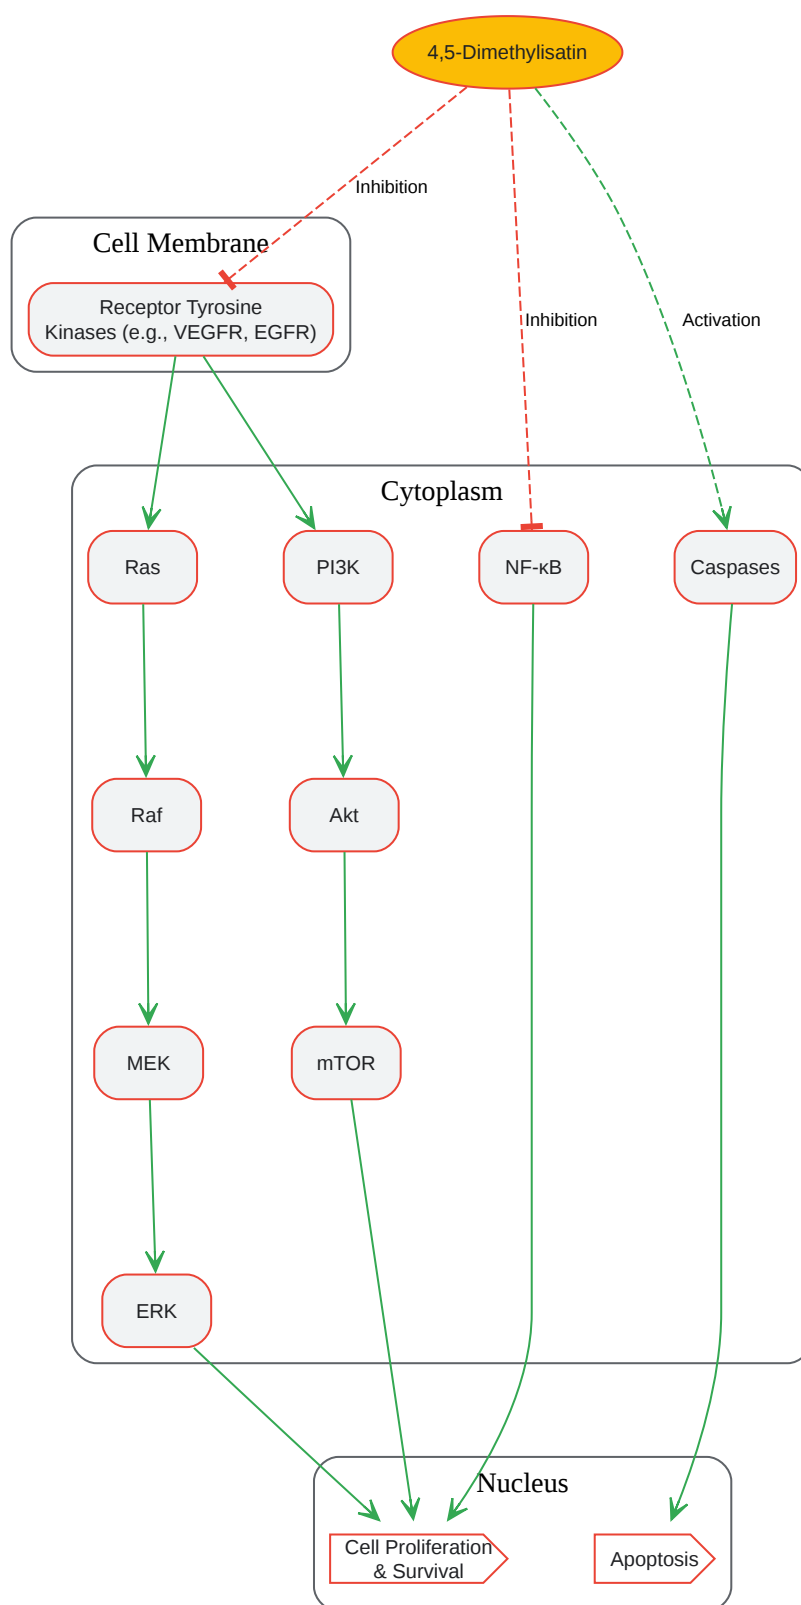 4,5-Dimethylisatin
Inhibition
Cell Membrane
Receptor Tyrosine
Kinases (e.g., VEGFR, EGFR)
Inhibition
Activation
Cytoplasm
Ras
PI3K
NF-κB
Caspases
Raf
Akt
MEK
mTOR
ERK
Nucleus
Cell Proliferation
& Survival
Apoptosis